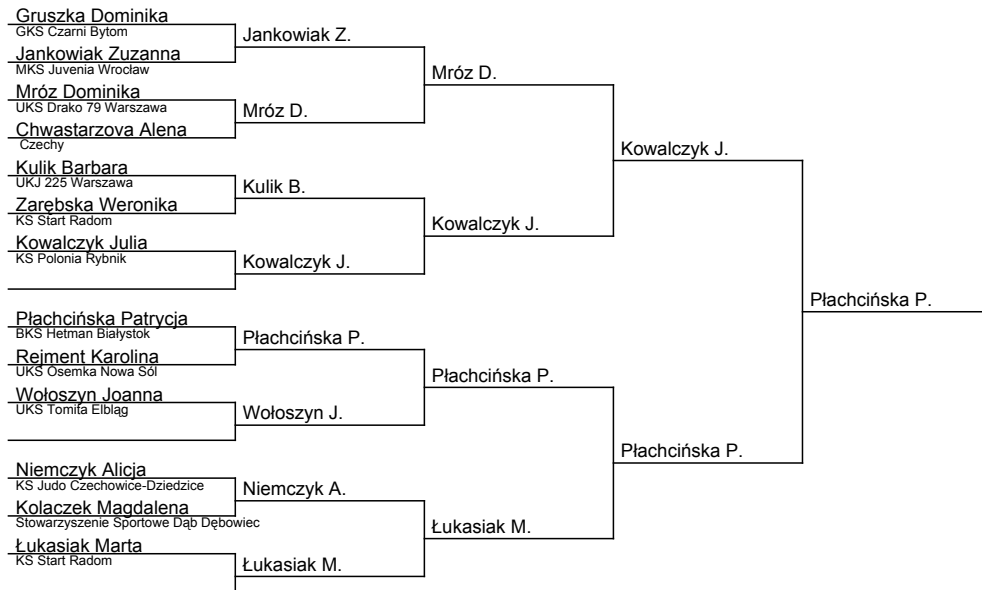 Gruszka Dominika
GKS Czarni Bytom
Jankowiak Zuzanna
MKS Juvenia Wrocław
Mróz Dominika
UKS Drako 79 Warszawa
Chwastarzova Alena
Czechy
Kulik Barbara
UKJ 225 Warszawa
Zarębska Weronika
KS Start Radom
Kowalczyk Julia
KS Polonia Rybnik
Płachcińska Patrycja
BKS Hetman Białystok
Rejment Karolina
UKS Osemka Nowa Sól
Wołoszyn Joanna
UKS Tomita Elbląg
Niemczyk Alicja
KS Judo Czechowice-Dziedzice
Kolaczek Magdalena
Stowarzyszenie Sportowe Dąb Dębowiec
Łukasiak Marta
KS Start Radom
Jankowiak Z.
Mróz D.
Kulik B.
Kowalczyk J.
Płachcińska P.
Wołoszyn J.
Niemczyk A.
Łukasiak M.
Mróz D.
Kowalczyk J.
Płachcińska P.
Łukasiak M.
Kowalczyk J.
Płachcińska P.
Płachcińska P.